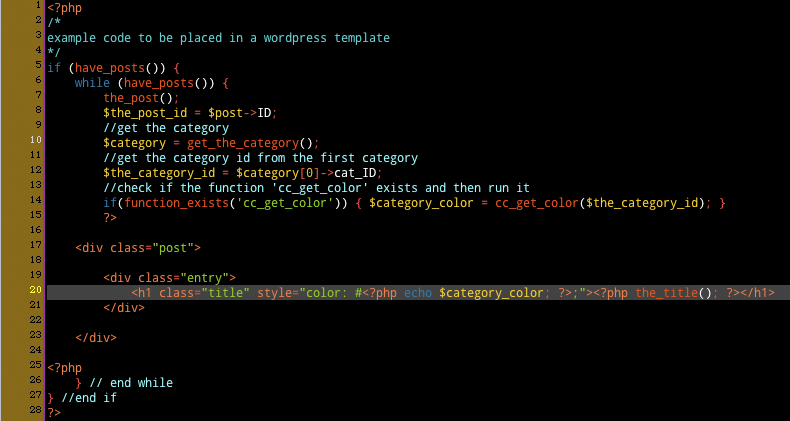 1 <?php
2 /*
3 example code to be placed in a wordpress template
4 */
5 if (have_posts()) {
6     while (have_posts()) {
7         the_post();
8         $the_post_id = $post->ID;
9         //get the category
10         $category = get_the_category();
11         //get the category id from the first category
12         $the_category_id = $category[0]->cat_ID;
13         //check if the function 'cc_get_color' exists and then run it
14         if(function_exists('cc_get_color')) { $category_color = cc_get_color($the_category_id); }
15         ?>
16
17     <div class="post">
18
19         <div class="entry">
20             <h1 class="title" style="color: #<?php echo $category_color; ?>;"><?php the_title(); ?></h1>
21         </div>
22
23     </div>
24
25 <?php
26     } // end while
27 } //end if
28 ?>